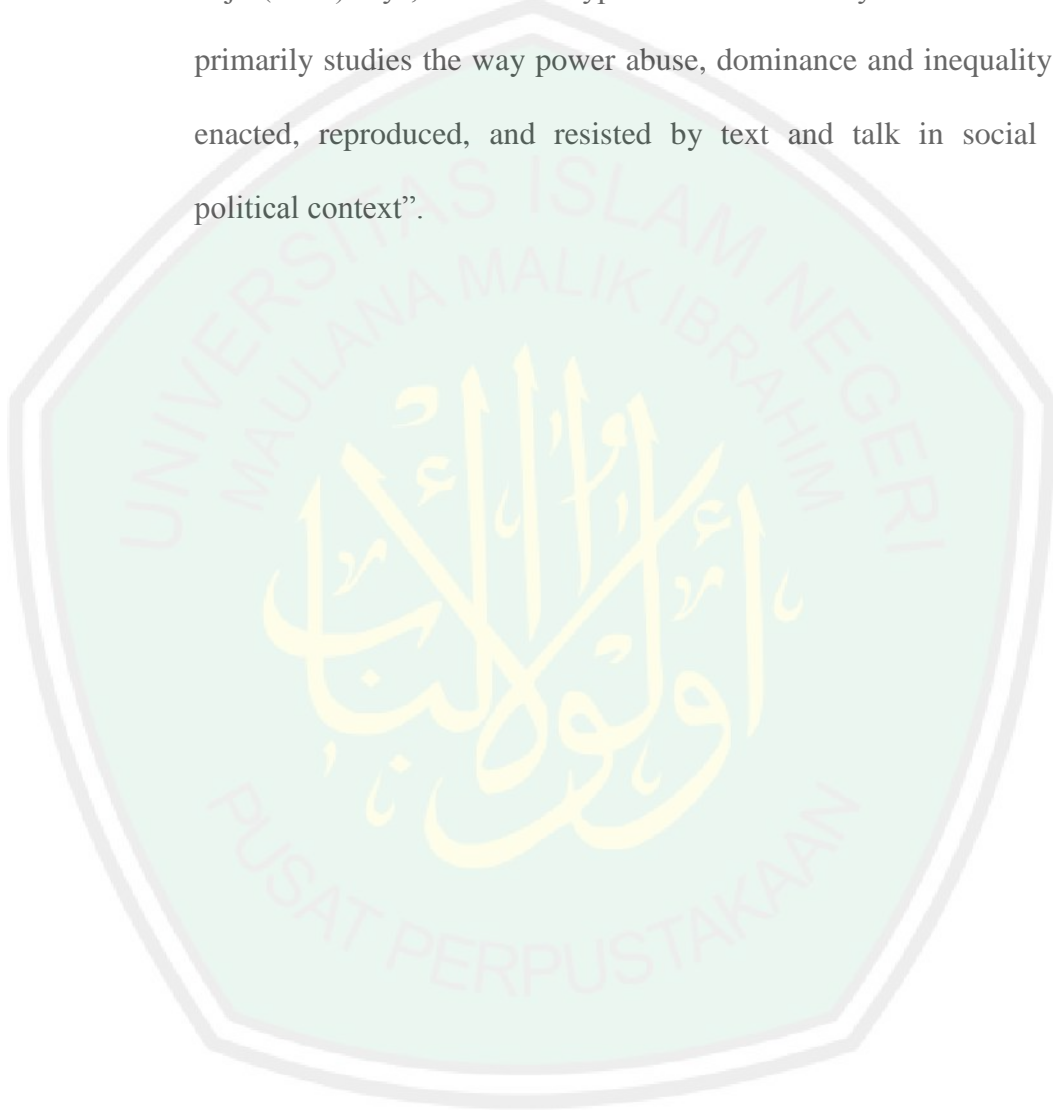 primarily studies the way power abuse, dominance and inequality
enacted, reproduced, and resisted by text and talk in social
political context”.
UNIVERSITAS ISLAM NEGERI
MAULANA MALIK IBRAHIM
أولوا الألباب
PUSAT PERPUSTAKAAN